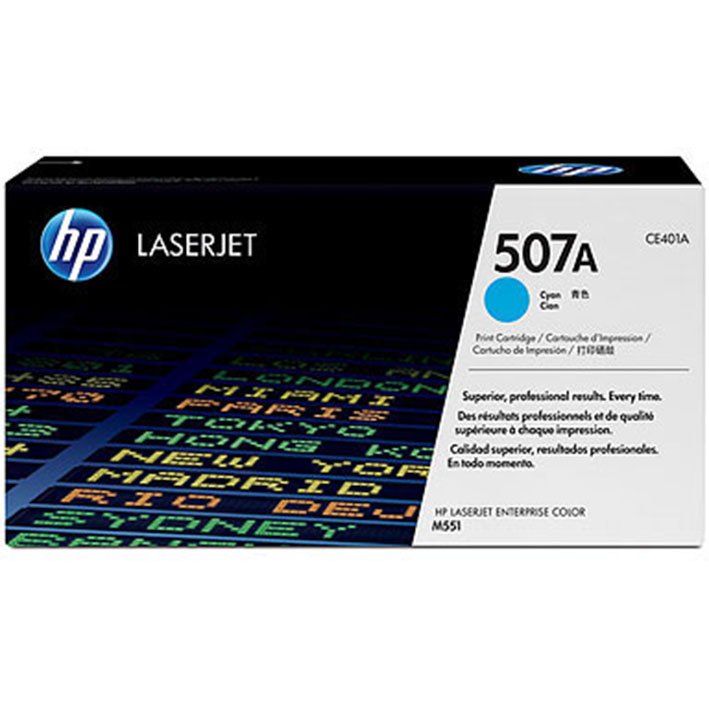 hp
LASERJET
507A
CE401A
Cyan 青色
Cian
Print Cartridge / Cartouche d'Impression /
Cartucho de Impresión / 打印硒鼓
Superior, professional results. Every time.
Des résultats professionnels et de qualité
supérieure à chaque impression.
Calidad superior, resultados profesionales.
En todo momento.
HP LASERJET ENTERPRISE COLOR
M551
LONDON
MIAMI
PARIS
TOKYO
HONG KO
NEW YOR
MADRID
RIO DEJ
SYDNEY